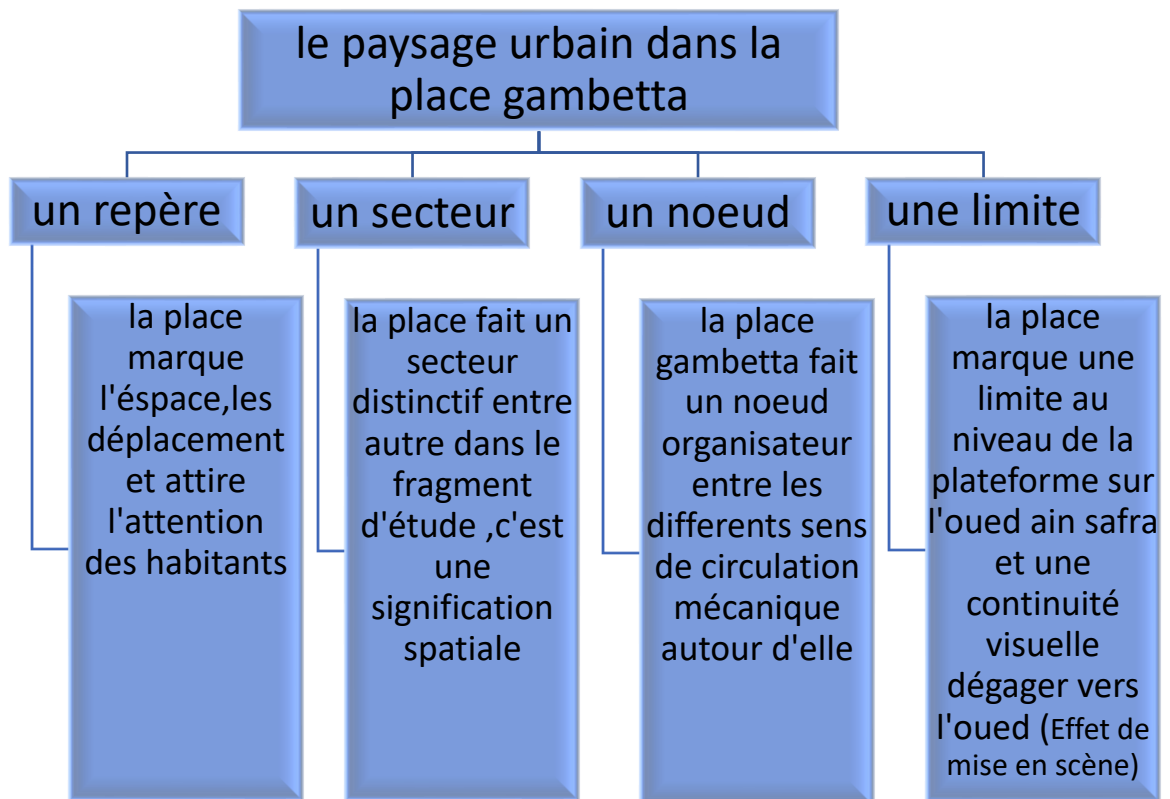 le paysage urbain dans la
place gambetta
un repère
la place
marque
l'éspace,les
déplacement
et attire
l'attention
des habitants
un secteur
la place fait un
secteur
distinctif entre
autre dans le
fragment
d'étude ,c'est
une
signification
spatiale
un noeud
la place
gambetta fait
un noeud
organisateur
entre les
differents sens
de circulation
mécanique
autour d'elle
une limite
la place
marque une
limite au
niveau de la
plateforme sur
l'oued ain safra
et une
continuité
visuelle
dégager vers
l'oued (Effet de
mise en scène)